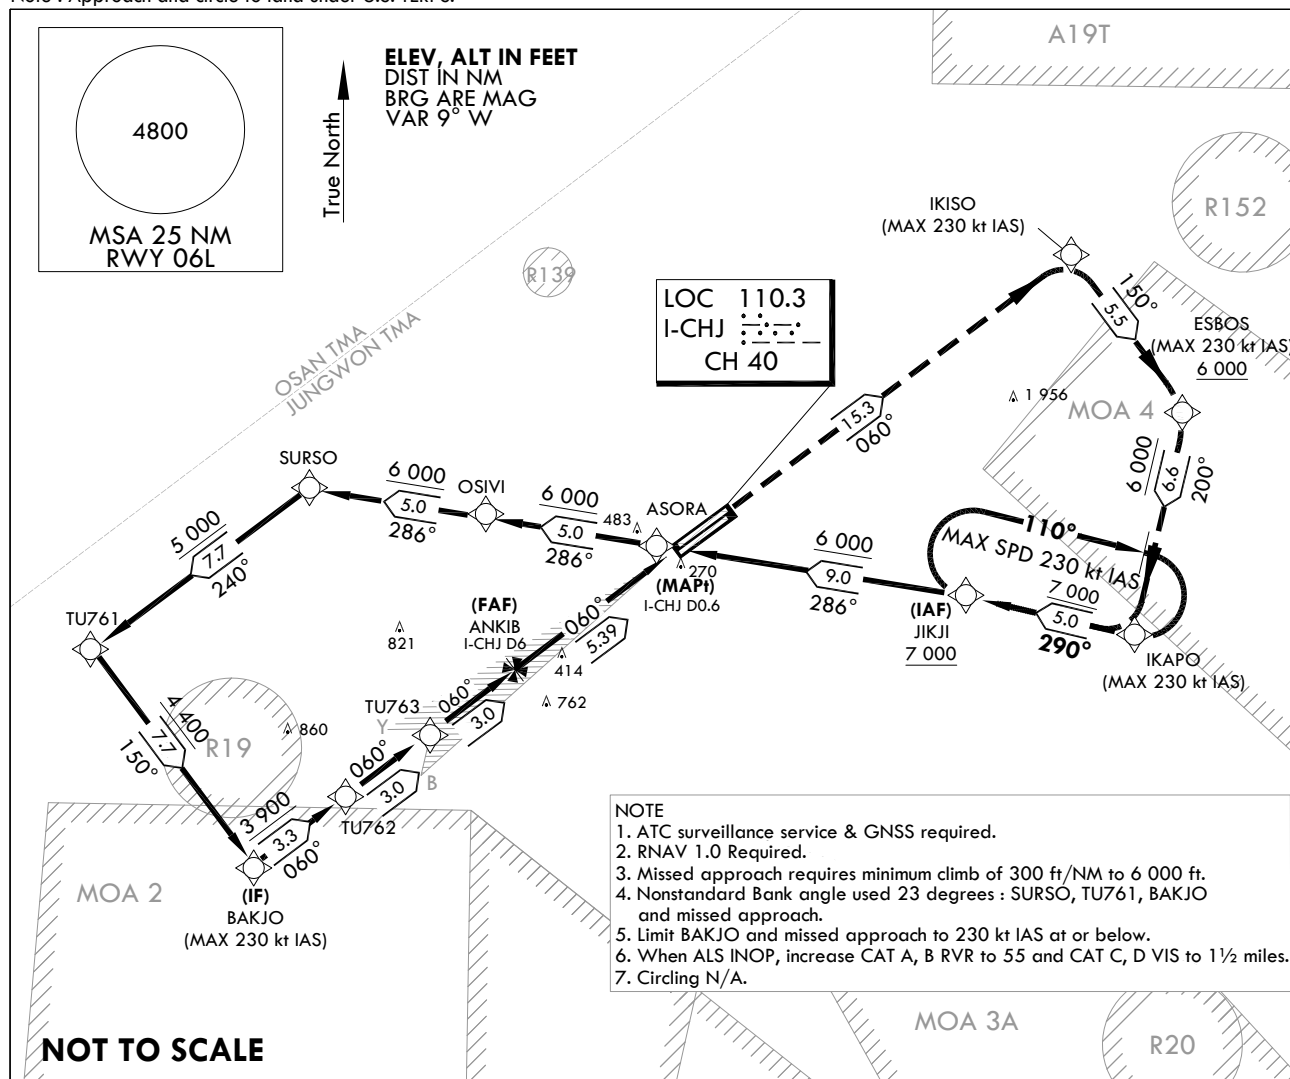 4800
MSA 25 NM
RWY 06L
True North
ELEV, ALT IN FEET
DIST IN NM
BRG ARE MAG
VAR 9° W
A19T
R152
R139
OSAN TMA
JUNGWON TMA
LOC 110.3
I-CHJ
CH 40
IKISO
(MAX 230 kt IAS)
150°
5.5
ESBOS
(MAX 230 kt IAS)
6 000
1 956
MOA 4
15.3
060°
6 000
6.6
200°
SURSO
6 000
5.0
286°
OSIVI
6 000
5.0
286°
483
ASORA
270
(MAPt)
I-CHJ D0.6
6 000
9.0
286°
110°
MAX SPD 230 kt IAS
(IAF)
JIKJI
7 000
7 000
5.0
290°
IKAPO
(MAX 230 kt IAS)
5 000
7.7
240°
TU761
821
(FAF)
ANKIB
I-CHJ D6
060°
5.39
414
762
4 400
7.7
150°
R19
860
TU763
Y
060°
3.0
B
060°
3.0
TU762
3 900
3.3
060°
(IF)
BAKJO
(MAX 230 kt IAS)
MOA 2
NOTE
1. ATC surveillance service & GNSS required.
2. RNAV 1.0 Required.
3. Missed approach requires minimum climb of 300 ft/NM to 6 000 ft.
4. Nonstandard Bank angle used 23 degrees : SURSO, TU761, BAKJO
and missed approach.
5. Limit BAKJO and missed approach to 230 kt IAS at or below.
6. When ALS INOP, increase CAT A, B RVR to 55 and CAT C, D VIS to 1½ miles.
7. Circling N/A.
MOA 3A
R20
NOT TO SCALE